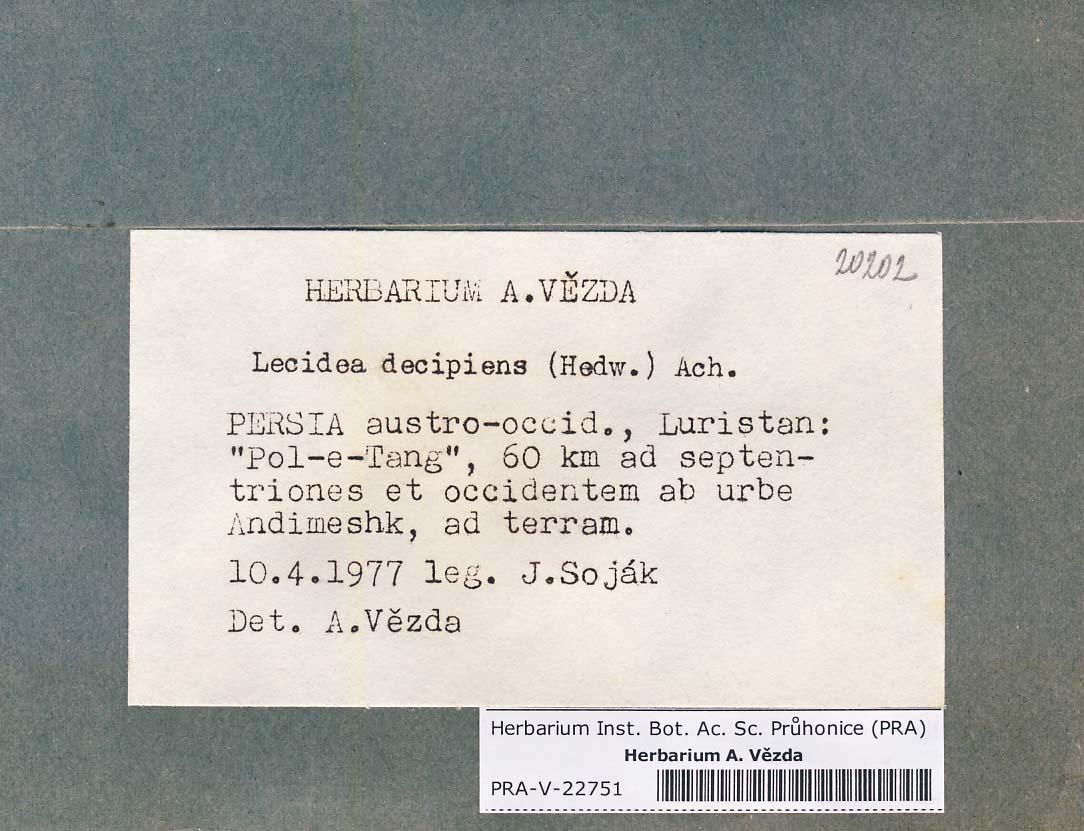 20202
HERBARIUM A.VĚZDA
Lecidea decipiens (Hedw.) Ach.
PERSIA austro-occid., Luristan:
"Pol-e-Tang", 60 km ad septen-
triones et occidentem ab urbe
Andimeshk, ad terram.
10.4.1977 leg. J.Soják
Det. A.Vězda
Herbarium Inst. Bot. Ac. Sc. Průhonice (PRA)
Herbarium A. Vězda
PRA-V-22751